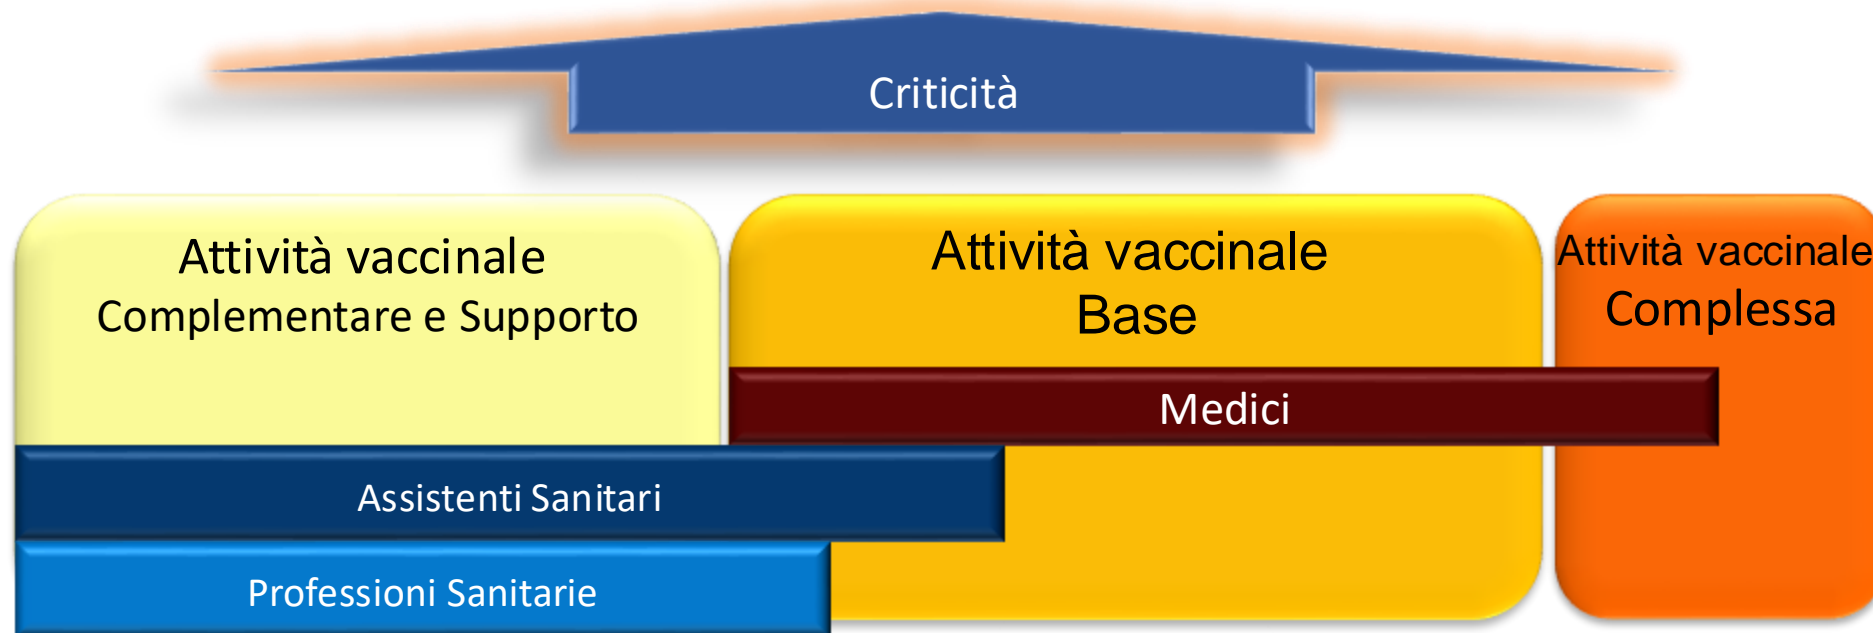 Criticità
Attività vaccinale
Complementare e Supporto
Attività vaccinale
Base
Attività vaccinale
Complessa
Medici
Assistenti Sanitari
Professioni Sanitarie